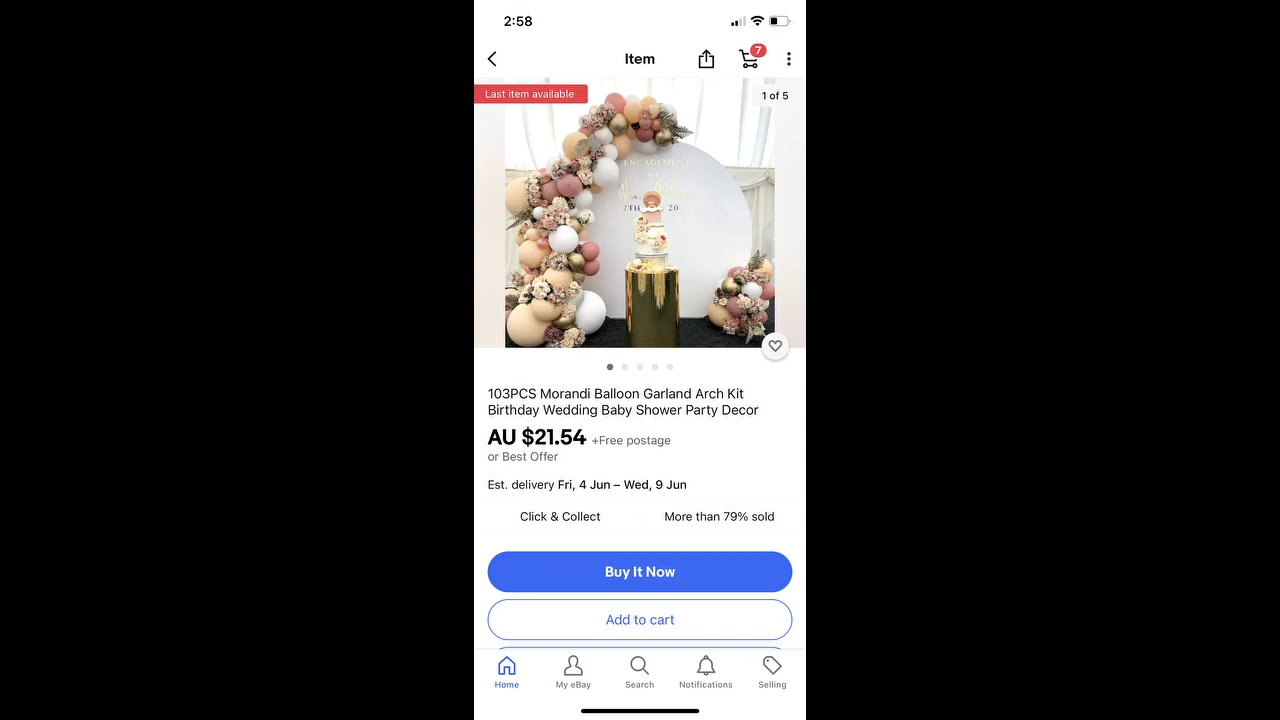 2:58
Item
7
Last item available
1 of 5
ENGAGEMENT
OF
7TH
20
103PCS Morandi Balloon Garland Arch Kit
Birthday Wedding Baby Shower Party Decor
AU $21.54 +Free postage
or Best Offer
Est. delivery Fri, 4 Jun – Wed, 9 Jun
Click & Collect
More than 79% sold
Buy It Now
Add to cart
Home
My eBay
Search
Notifications
Selling